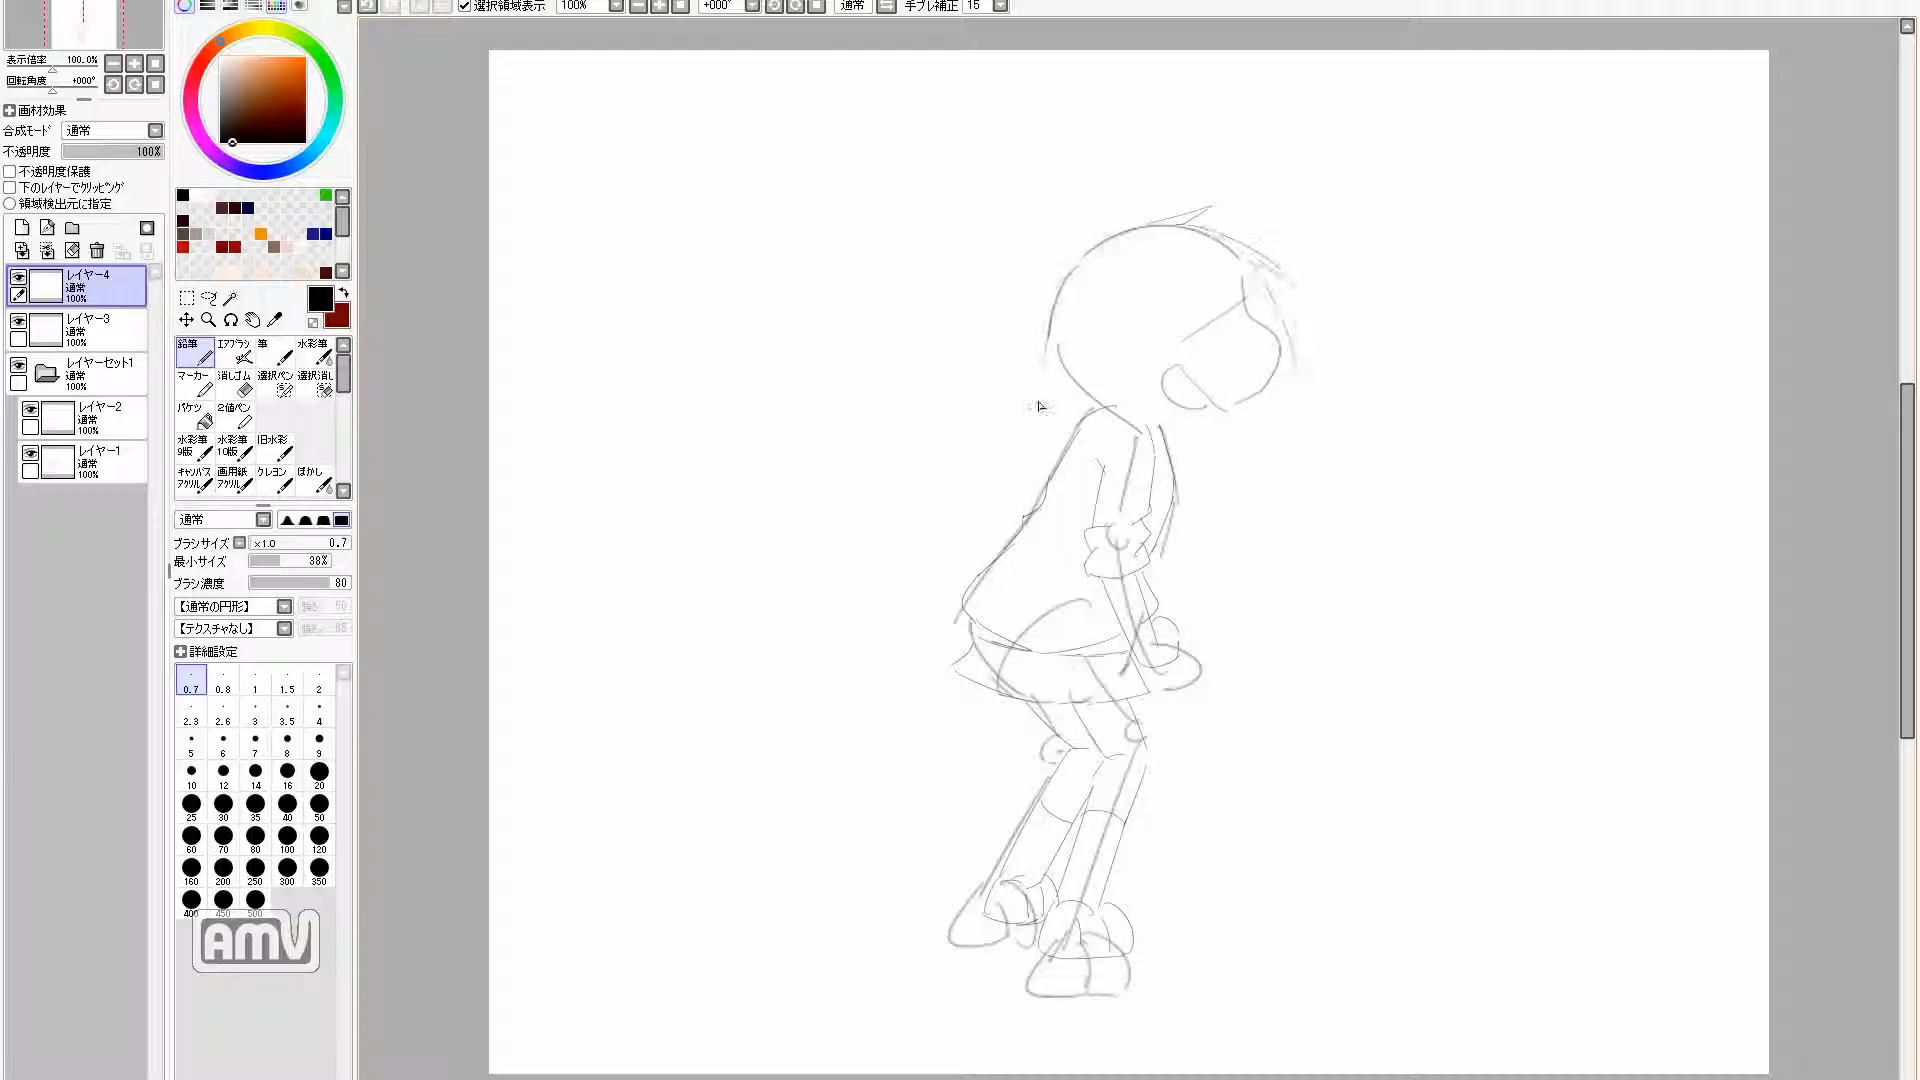 選択領域表示 100% +000° 通常 手ブレ補正 15
表示倍率 100.0%
回転角度 +000°
画材効果
合成モード 通常
不透明度 100%
不透明度保護
下のレイヤーでクリッピング
領域検出元に指定
レイヤー4
通常
100%
レイヤー3
通常
100%
レイヤーセット1
通常
100%
レイヤー2
通常
100%
レイヤー1
通常
100%
鉛筆 エアブラシ 筆 水彩筆
マーカー 消しゴム 選択ペン 選択消し
バケツ 2値ペン
水彩筆 水彩筆 旧水彩
9版 10版
キャンバス 画用紙 クレヨン ぼかし
アクリル アクリル
通常
ブラシサイズ ×1.0 0.7
最小サイズ 38%
ブラシ濃度 80
【通常の円形】 50
【テクスチャなし】
詳細設定
0.7 0.8 1 1.5 2
2.3 2.6 3 3.5 4
5 6 7 8 9
10 12 14 16 20
25 30 35 40 50
60 70 80 100 120
160 200 250 300 350
400 450 500
AMV